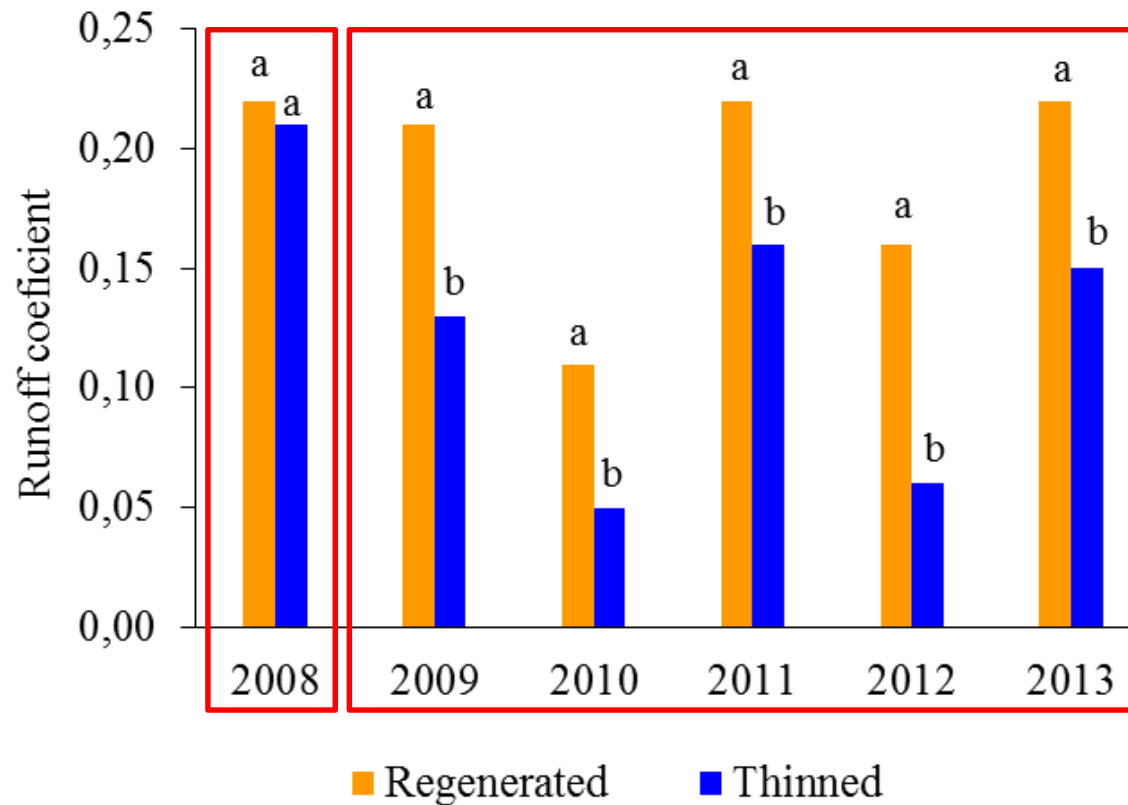 Runoff coeficient
0,25
0,20
0,15
0,10
0,05
0,00
a
a
a
b
a
b
a
b
a
b
a
b
2008
2009
2010
2011
2012
2013
Regenerated
Thinned